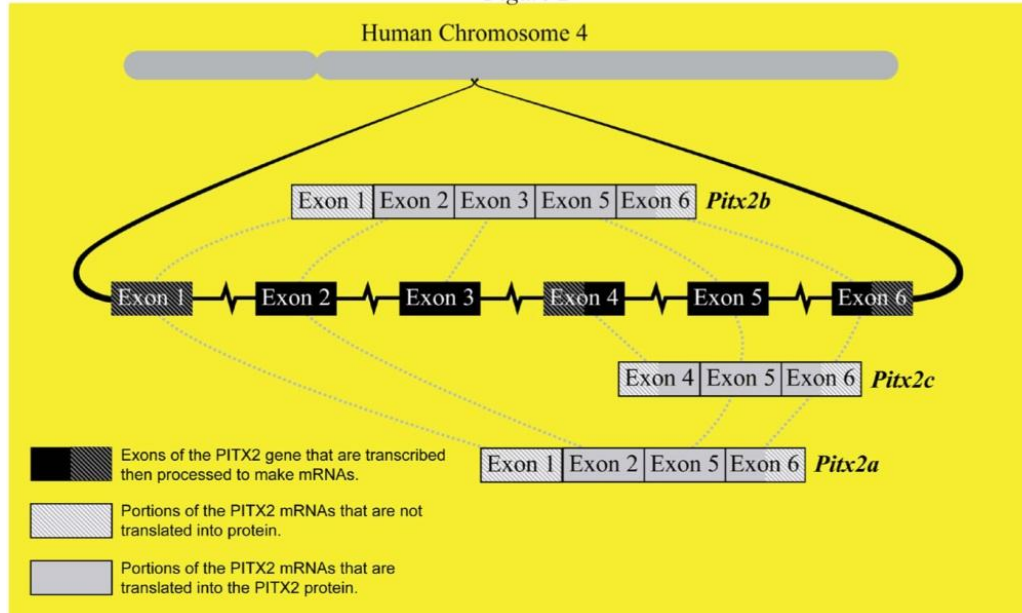 Human Chromosome 4
Exon 1 Exon 2 Exon 3 Exon 5 Exon 6 Pitx2b
Exon 1 Exon 2 Exon 3 Exon 4 Exon 5 Exon 6
Exon 4 Exon 5 Exon 6 Pitx2c
Exon 1 Exon 2 Exon 5 Exon 6 Pitx2a
Exons of the PITX2 gene that are transcribed
then processed to make mRNAs.
Portions of the PITX2 mRNAs that are not
translated into protein.
Portions of the PITX2 mRNAs that are
translated into the PITX2 protein.